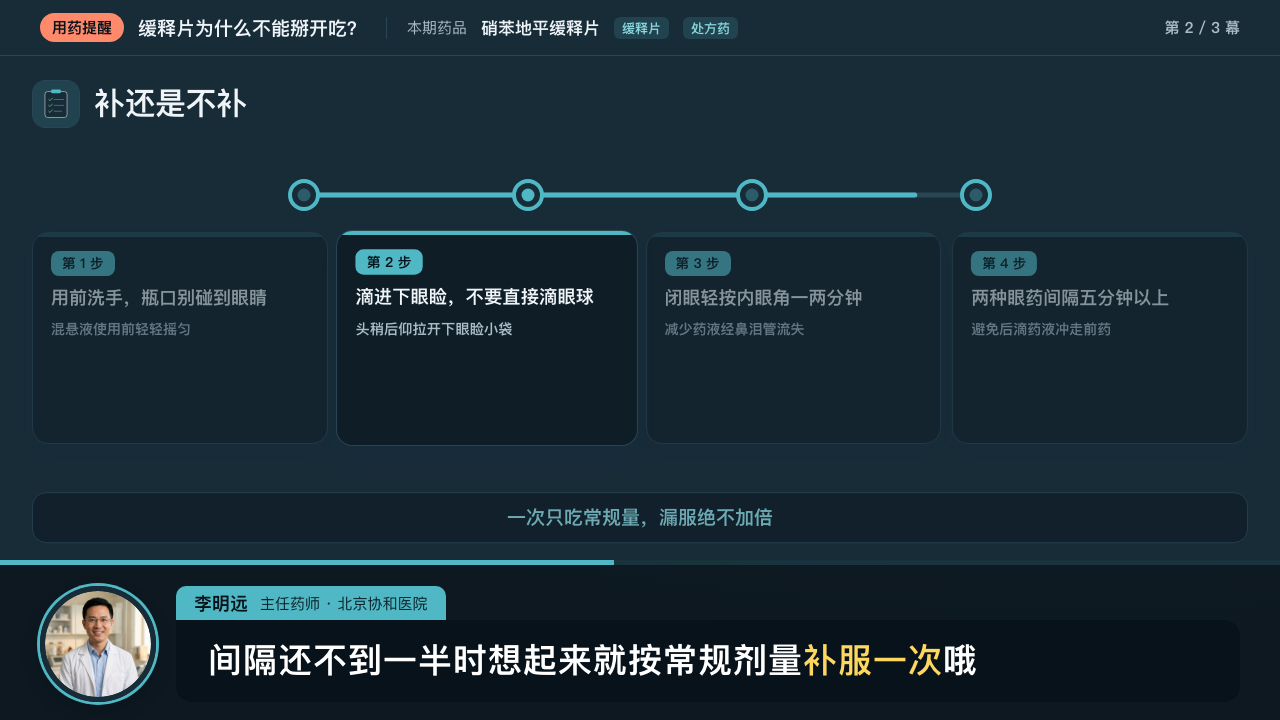 用药提醒
缓释片为什么不能掰开吃?
本期药品 硝苯地平缓释片 缓释片 处方药
第 2 / 3 幕
补还是不补
第 1 步
用前洗手，瓶口别碰到眼睛
混悬液使用前轻轻摇匀
第 2 步
滴进下眼睑，不要直接滴眼球
头稍后仰拉开下眼睑小袋
第 3 步
闭眼轻按内眼角一两分钟
减少药液经鼻泪管流失
第 4 步
两种眼药间隔五分钟以上
避免后滴药液冲走前药
一次只吃常规量，漏服绝不加倍
李明远 主任药师 · 北京协和医院
间隔还不到一半时想起来就按常规剂量补服一次哦